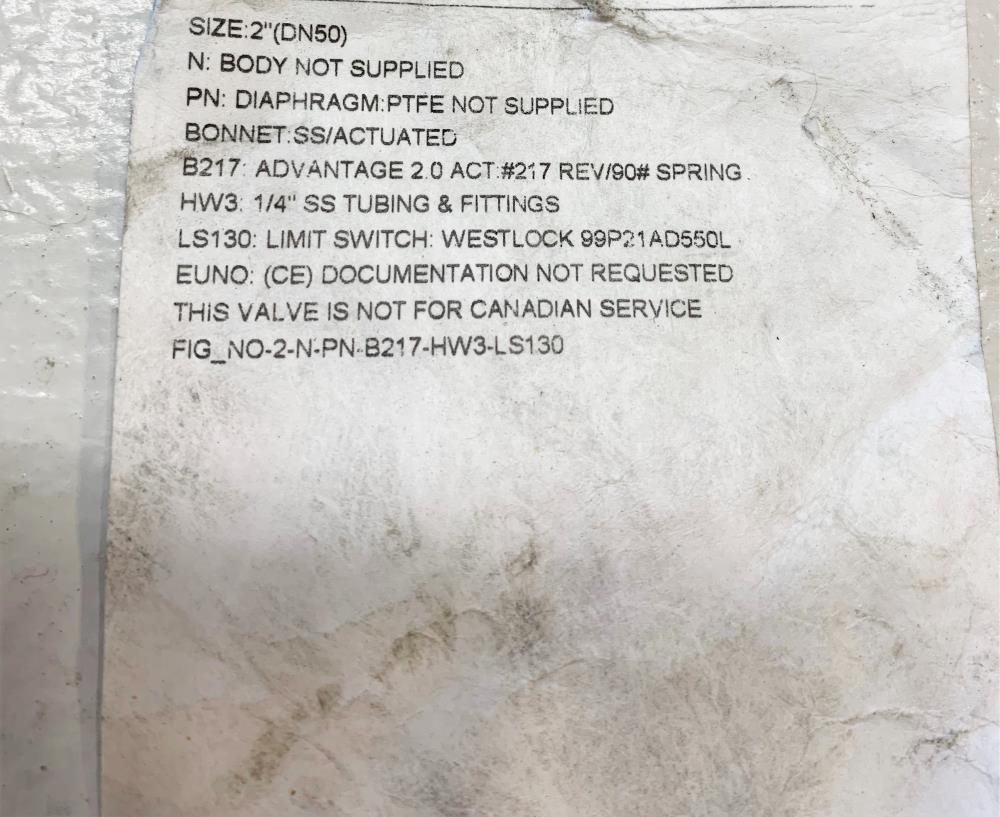 SIZE:2"(DN50)
N: BODY NOT SUPPLIED
PN: DIAPHRAGM:PTFE NOT SUPPLIED
BONNET:SS/ACTUATED
B217: ADVANTAGE 2.0 ACT:#217 REV/90# SPRING
HW3: 1/4" SS TUBING & FITTINGS
LS130: LIMIT SWITCH: WESTLOCK 99P21AD550L
EUNO: (CE) DOCUMENTATION NOT REQUESTED
THIS VALVE IS NOT FOR CANADIAN SERVICE
FIG_NO-2-N-PN-B217-HW3-LS130